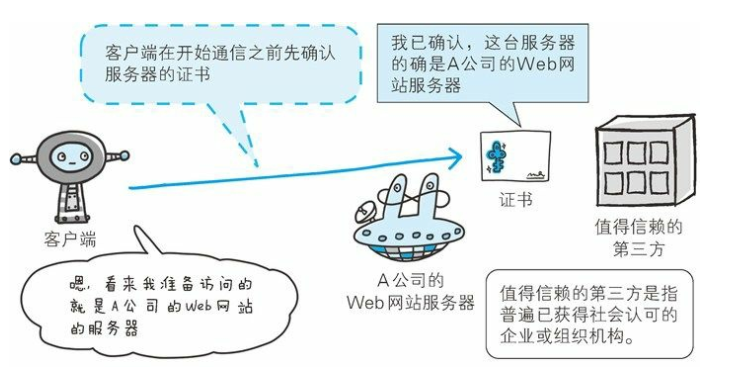 客户端在开始通信之前先确认
服务器的证书
我已确认，这台服务器
的确是A公司的Web网
站服务器
证书
客户端
值得信赖的
第三方
A公司的
Web网站服务器
嗯，看来我准备访问的
就是A公司的Web网站
的服务器
值得信赖的第三方是指
普遍已获得社会认可的
企业或组织机构。